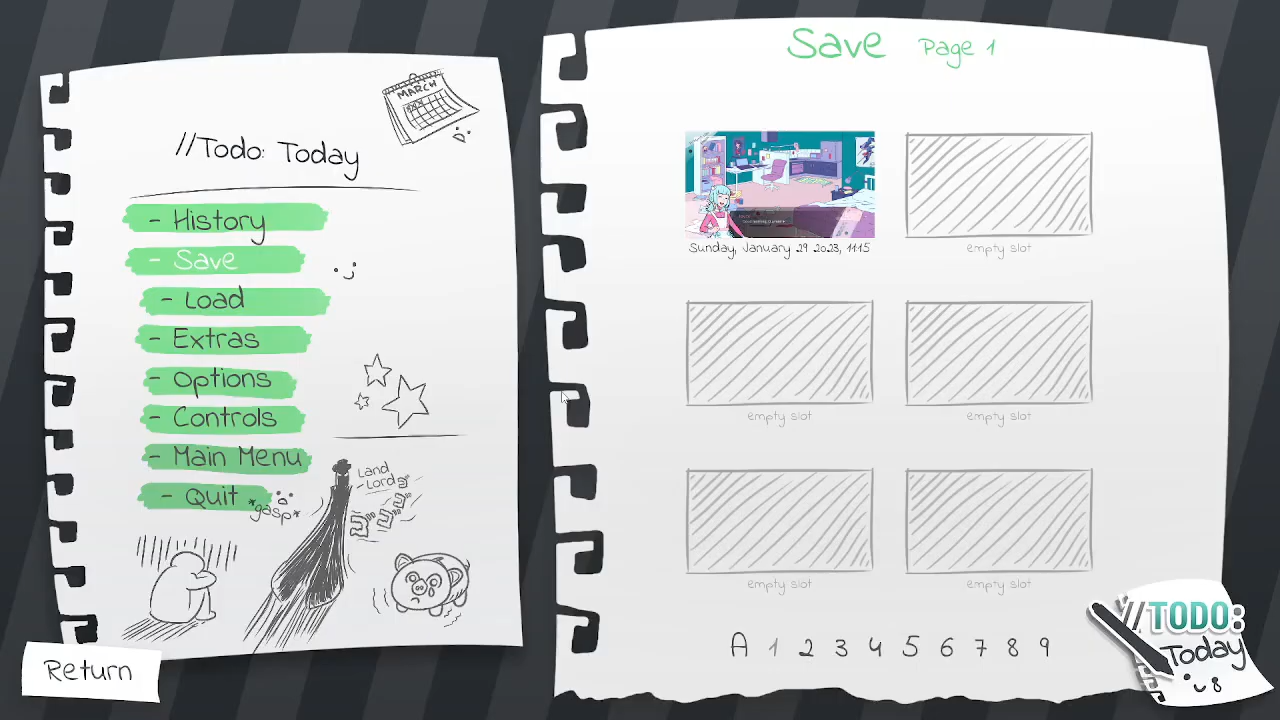 MARCH
//Todo: Today
- History
- Save
- Load
- Extras
- Options
- Controls
- Main Menu
- Quit
*gasp*
Land
-Lord
Return
Save Page 1
Sunday, January 29 2023, 11:15
empty slot
empty slot
empty slot
empty slot
empty slot
A 1 2 3 4 5 6 7 8 9
//TODO:
Today